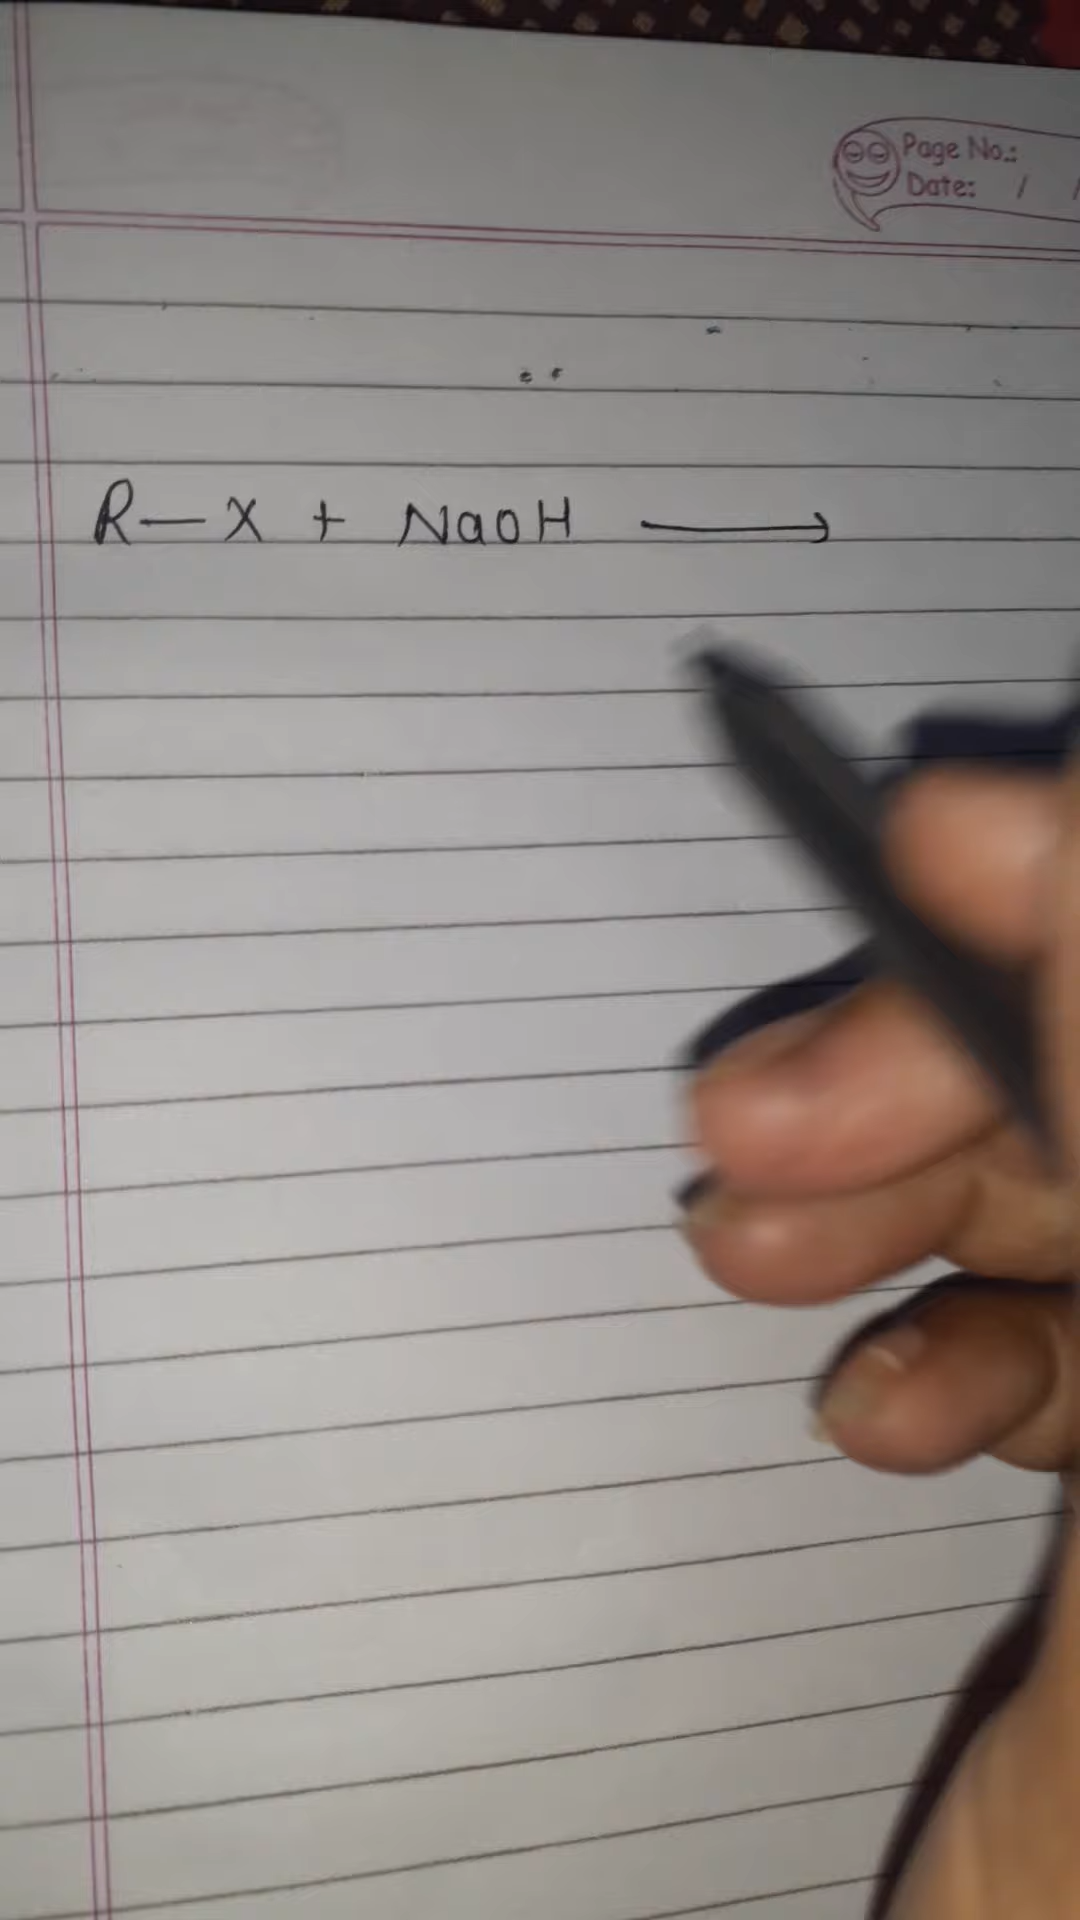 Page No.:
Date: / /
R — X + NaOH ⟶